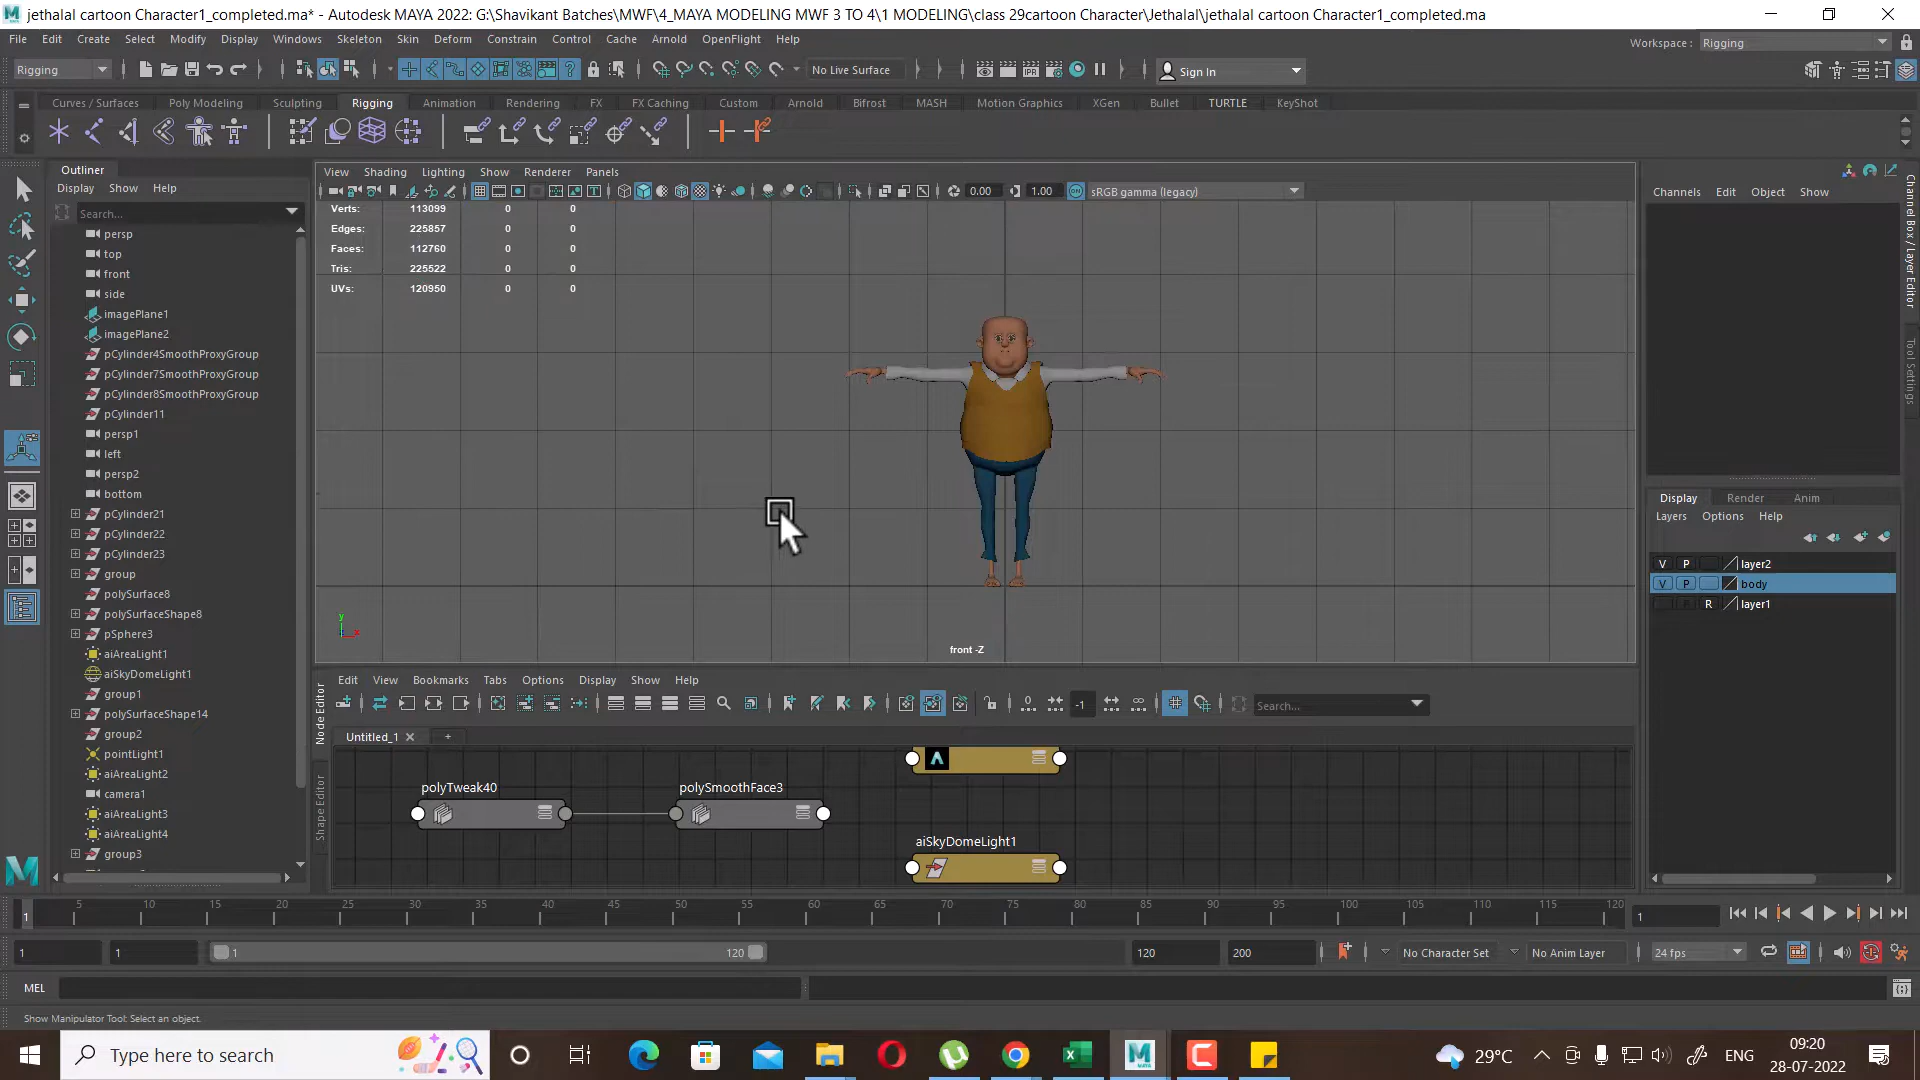 jethalal cartoon Character1_completed.ma* - Autodesk MAYA 2022: G:\Shavikant Batches\MWF\4_MAYA MODELING MWF 3 TO 4\1 MODELING\class 29cartoon Character\Jethalal\jethalal cartoon Character1_completed.ma
File Edit Create Select Modify Display Windows Skeleton Skin Deform Constrain Control Cache Arnold OpenFlight Help
Workspace : Rigging
Rigging
No Live Surface
Sign In
Curves / Surfaces Poly Modeling Sculpting Rigging Animation Rendering FX FX Caching Custom Arnold Bifrost MASH Motion Graphics XGen Bullet TURTLE KeyShot
Outliner
Display Show Help
Search...
persp
top
front
side
imagePlane1
imagePlane2
pCylinder4SmoothProxyGroup
pCylinder7SmoothProxyGroup
pCylinder8SmoothProxyGroup
pCylinder11
persp1
left
persp2
bottom
pCylinder21
pCylinder22
pCylinder23
group
polySurface8
polySurfaceShape8
pSphere3
aiAreaLight1
aiSkyDomeLight1
group1
polySurfaceShape14
group2
pointLight1
aiAreaLight2
camera1
aiAreaLight3
aiAreaLight4
group3
View Shading Lighting Show Renderer Panels
0.00 1.00 sRGB gamma (legacy)
Verts: 113099 0 0
Edges: 225857 0 0
Faces: 112760 0 0
Tris: 225522 0 0
UVs: 120950 0 0
y
x
front -Z
Channels Edit Object Show
Channel Box / Layer Editor
Tool Settings
Display Render Anim
Layers Options Help
V P layer2
V P body
P R layer1
Node Editor
Shape Editor
Edit View Bookmarks Tabs Options Display Show Help
0 -1 Search...
Untitled_1 +
polyTweak40
polySmoothFace3
aiSkyDomeLight1
1 5 10 15 20 25 30 35 40 45 50 55 60 65 70 75 80 85 90 95 100 105 110 115 120
1
1 1 1 120 120 200 No Character Set No Anim Layer 24 fps
MEL
Show Manipulator Tool: Select an object.
Type here to search
29°C
ENG
09:20
28-07-2022